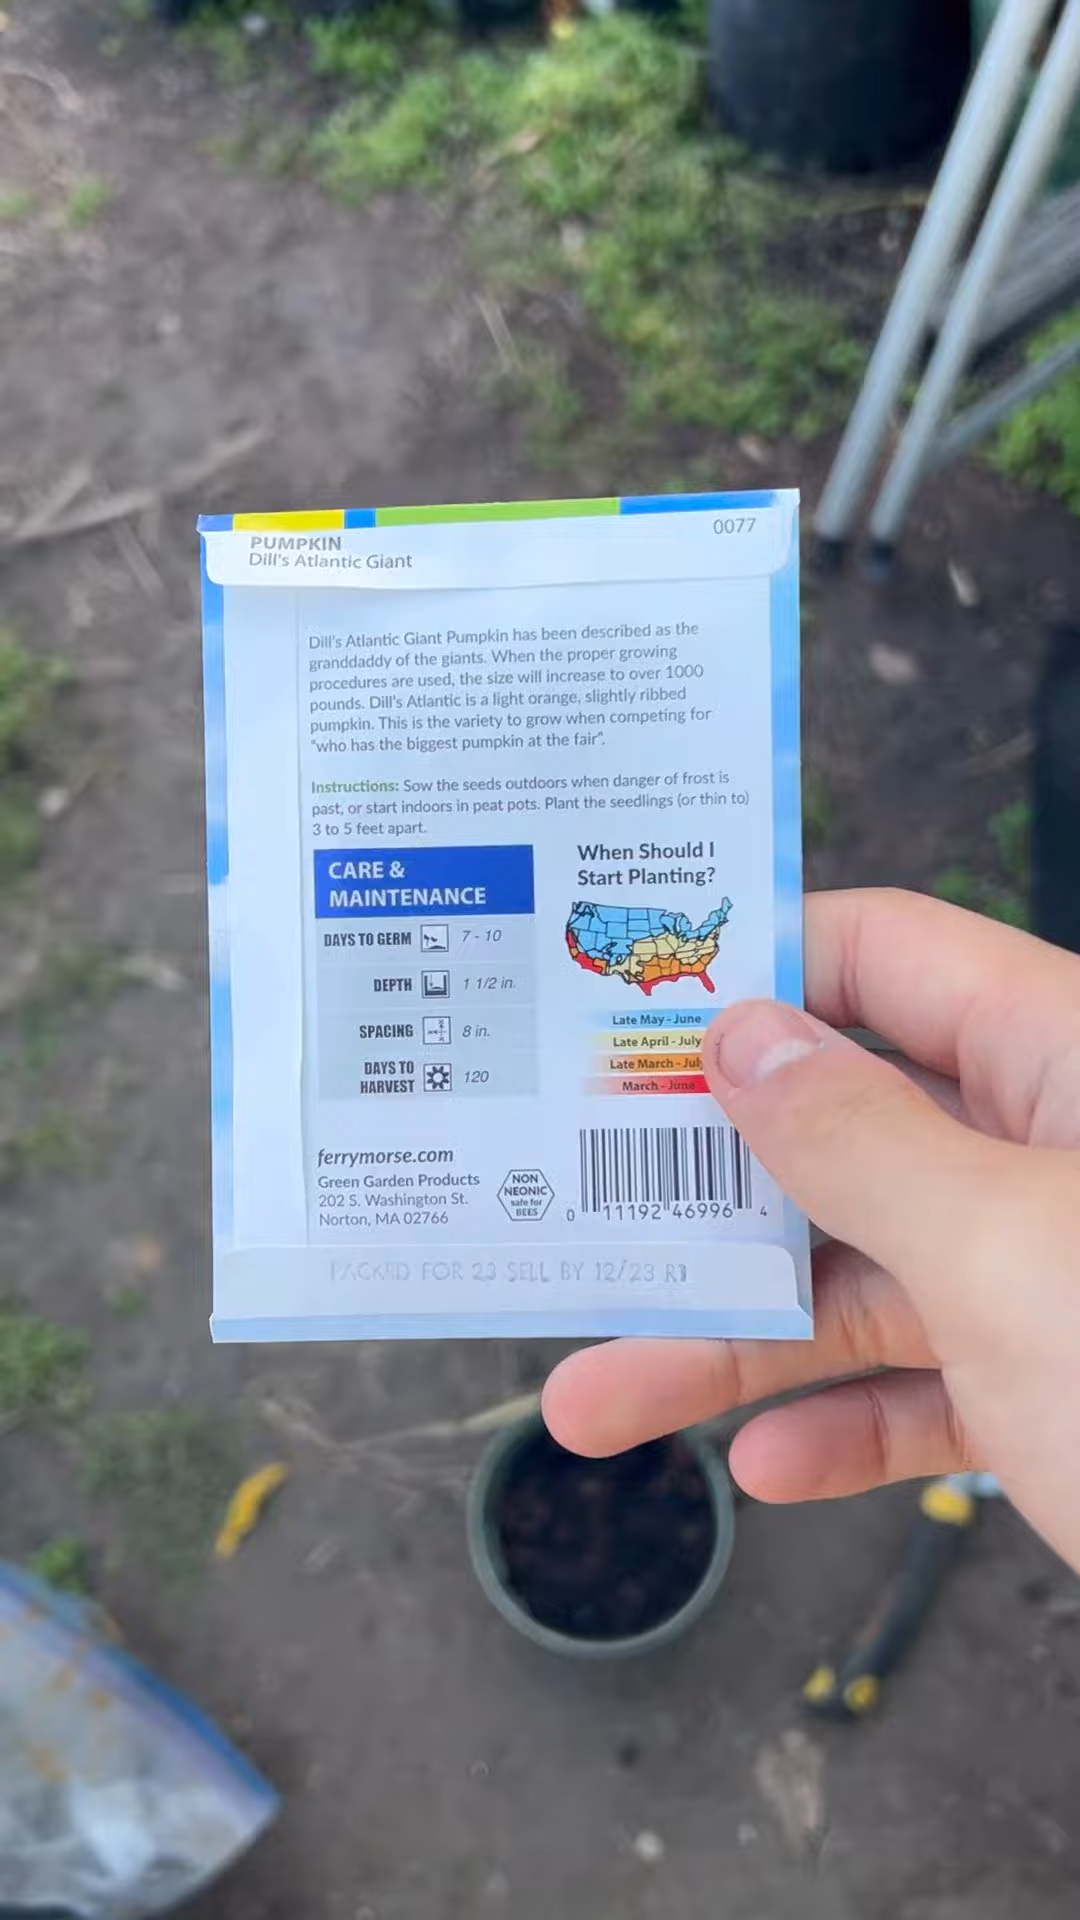 PUMPKIN
Dill's Atlantic Giant
0077
Dill's Atlantic Giant Pumpkin has been described as the
granddaddy of the giants. When the proper growing
procedures are used, the size will increase to over 1000
pounds. Dill's Atlantic is a light orange, slightly ribbed
pumpkin. This is the variety to grow when competing for
"who has the biggest pumpkin at the fair".
Instructions: Sow the seeds outdoors when danger of frost is
past, or start indoors in peat pots. Plant the seedlings (or thin to)
3 to 5 feet apart.
CARE &
MAINTENANCE
DAYS TO GERM 7 - 10
DEPTH 1 1/2 in.
SPACING 8 in.
DAYS TO
HARVEST 120
When Should I
Start Planting?
Late May - June
Late April - July
Late March - Jul
March - June
ferrymorse.com
Green Garden Products
202 S. Washington St.
Norton, MA 02766
NON
NEONIC
safe for
BEES
0 11192 46996 4
PACKED FOR 23 SELL BY 12/23 R1